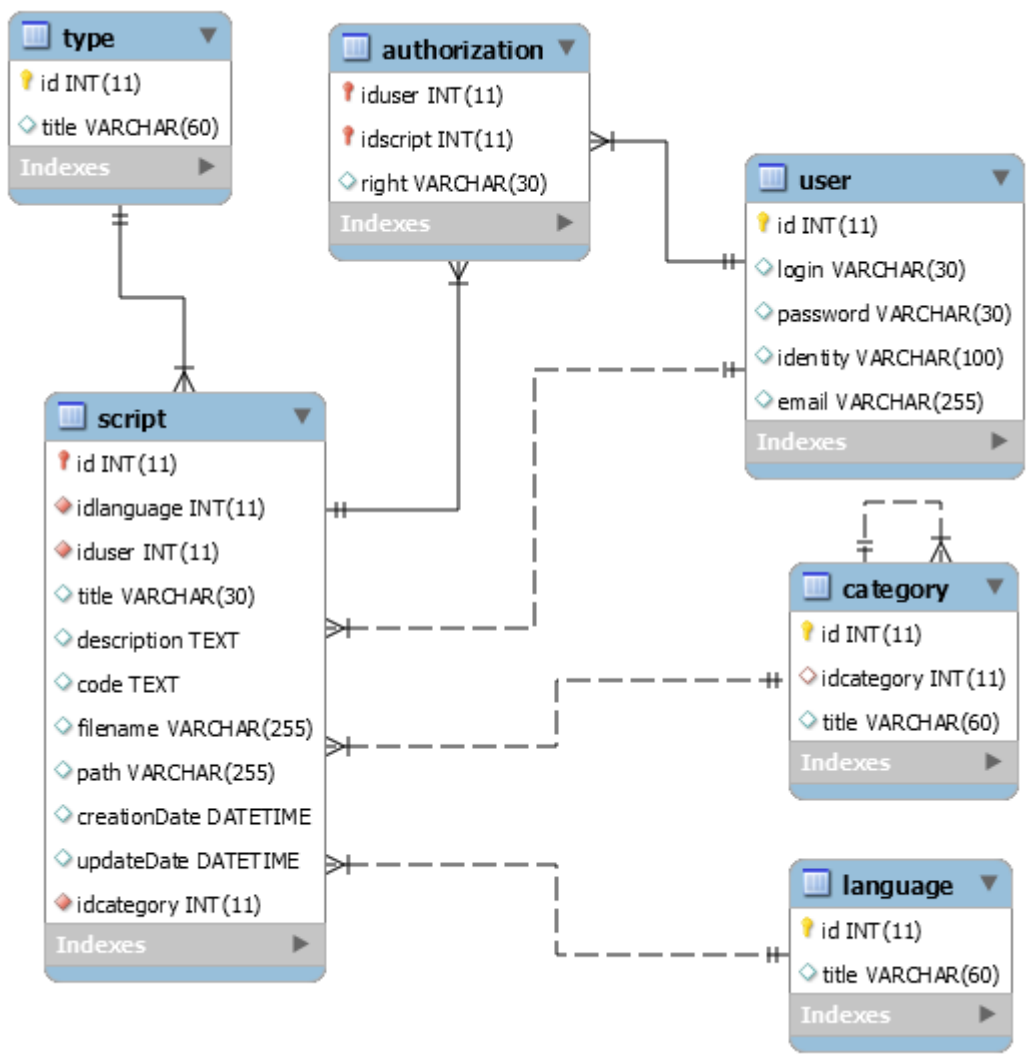 type
id INT(11)
title VARCHAR(60)
Indexes
authorization
iduser INT(11)
idscript INT(11)
right VARCHAR(30)
Indexes
user
id INT(11)
login VARCHAR(30)
password VARCHAR(30)
identity VARCHAR(100)
email VARCHAR(255)
Indexes
script
id INT(11)
idlanguage INT(11)
iduser INT(11)
title VARCHAR(30)
description TEXT
code TEXT
filename VARCHAR(255)
path VARCHAR(255)
creationDate DATETIME
updateDate DATETIME
idcategory INT(11)
Indexes
category
id INT(11)
idcategory INT(11)
title VARCHAR(60)
Indexes
language
id INT(11)
title VARCHAR(60)
Indexes